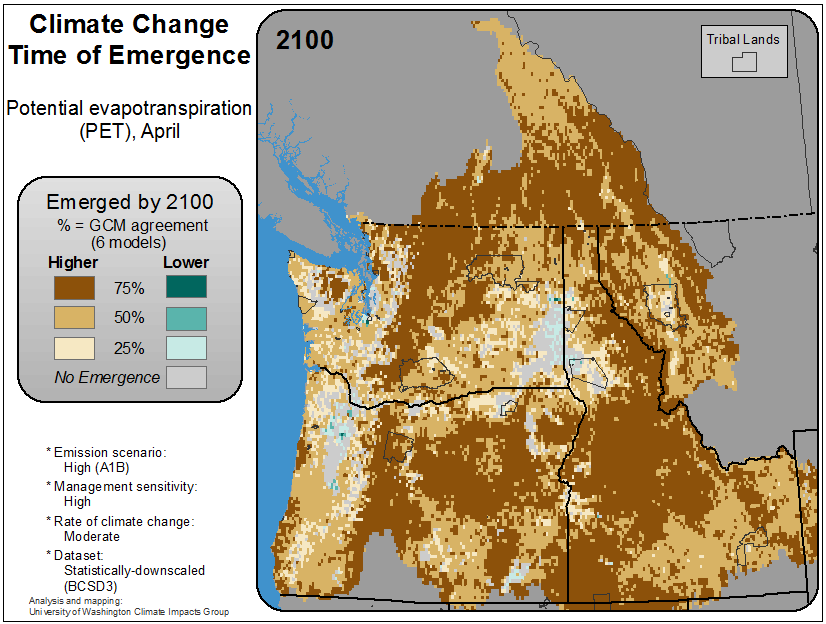 Climate Change
Time of Emergence
Potential evapotranspiration
(PET), April
Emerged by 2100
% = GCM agreement
(6 models)
Higher Lower
75%
50%
25%
No Emergence
* Emission scenario:
High (A1B)
* Management sensitivity:
High
* Rate of climate change:
Moderate
* Dataset:
Statistically-downscaled
(BCSD3)
Analysis and mapping:
University of Washington Climate Impacts Group
2100
Tribal Lands